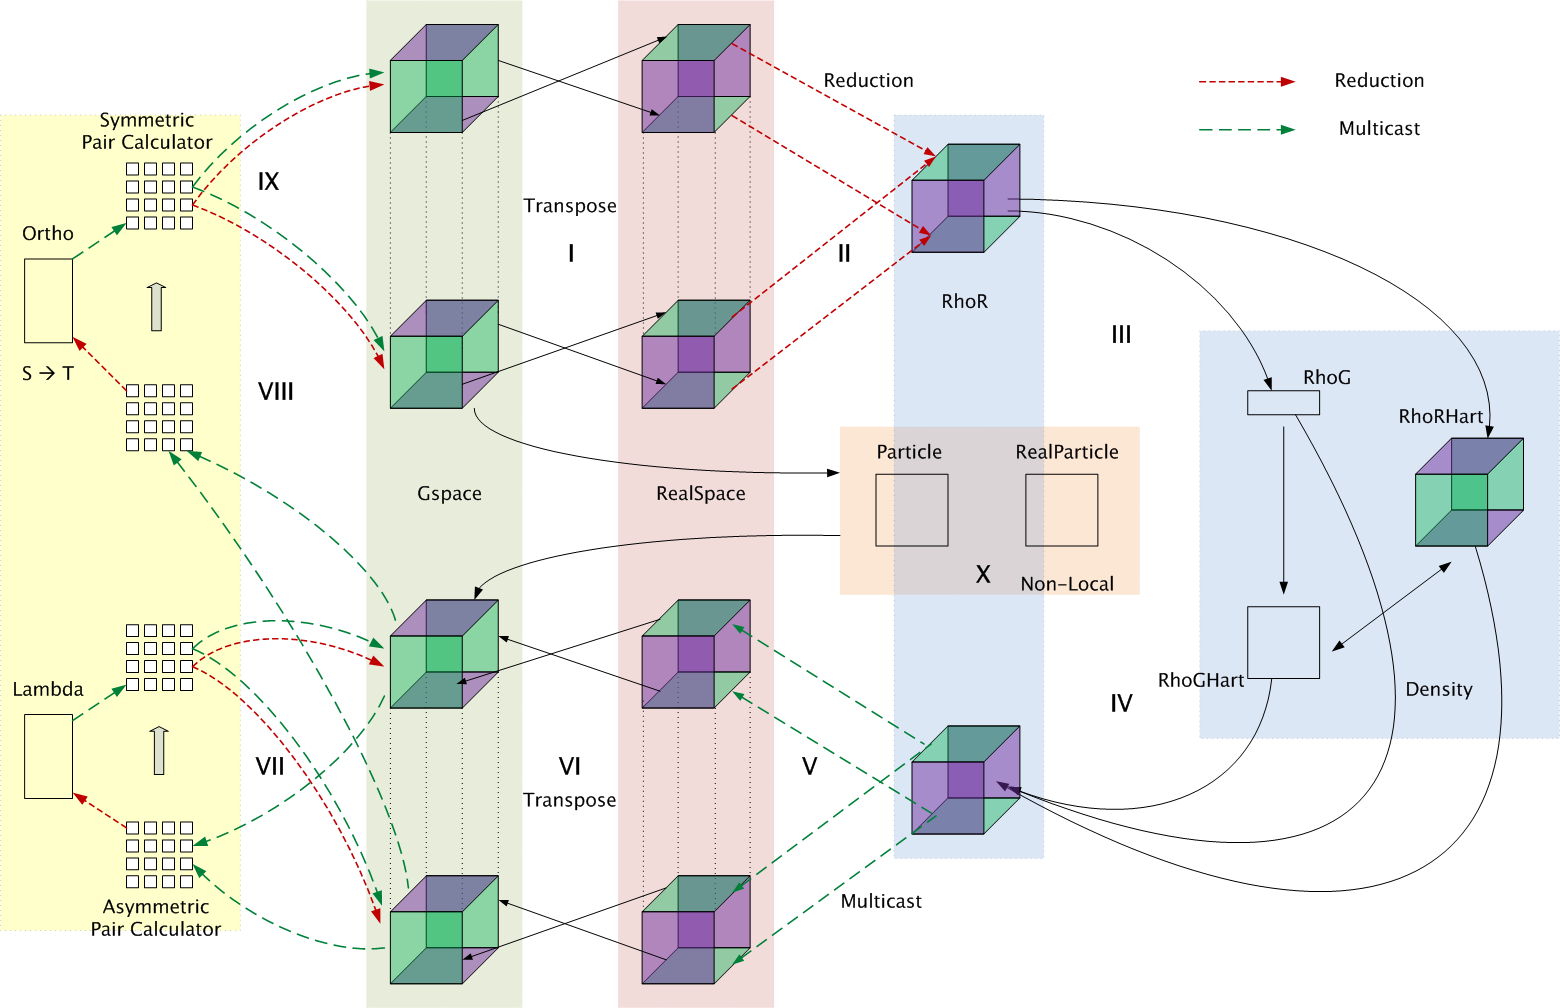 Symmetric
Pair Calculator
Reduction
Reduction
Multicast
IX
Transpose
Ortho
I
II
RhoR
III
S → T
VIII
RhoG
RhoRHart
Particle
RealParticle
Gspace
RealSpace
X
Non-Local
Lambda
RhoGHart
Density
IV
VII
VI
V
Transpose
Multicast
Asymmetric
Pair Calculator